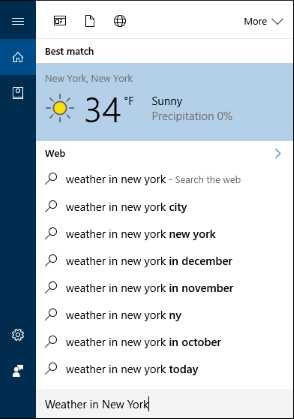 More
Best match
New York, New York
34 °F
Sunny
Precipitation 0%
Web
weather in new york - Search the web
weather in new york city
weather in new york new york
weather in new york in december
weather in new york in november
weather in new york ny
weather in new york in october
weather in new york today
Weather in New York